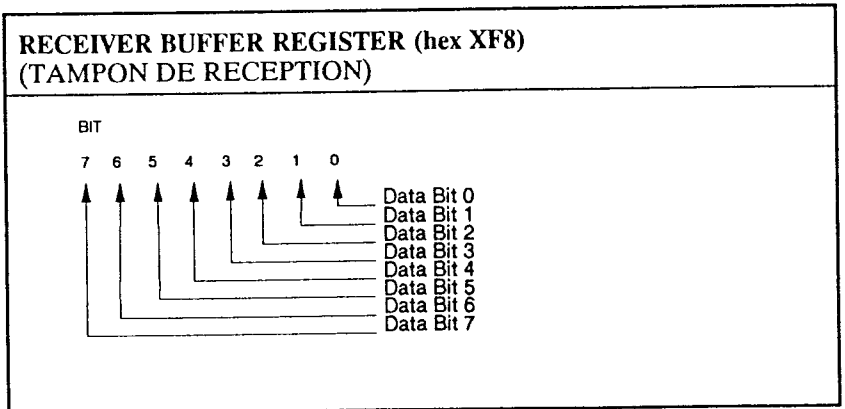 RECEIVER BUFFER REGISTER (hex XF8)
(TAMPON DE RECEPTION)
BIT
7 6 5 4 3 2 1 0
Data Bit 0
Data Bit 1
Data Bit 2
Data Bit 3
Data Bit 4
Data Bit 5
Data Bit 6
Data Bit 7